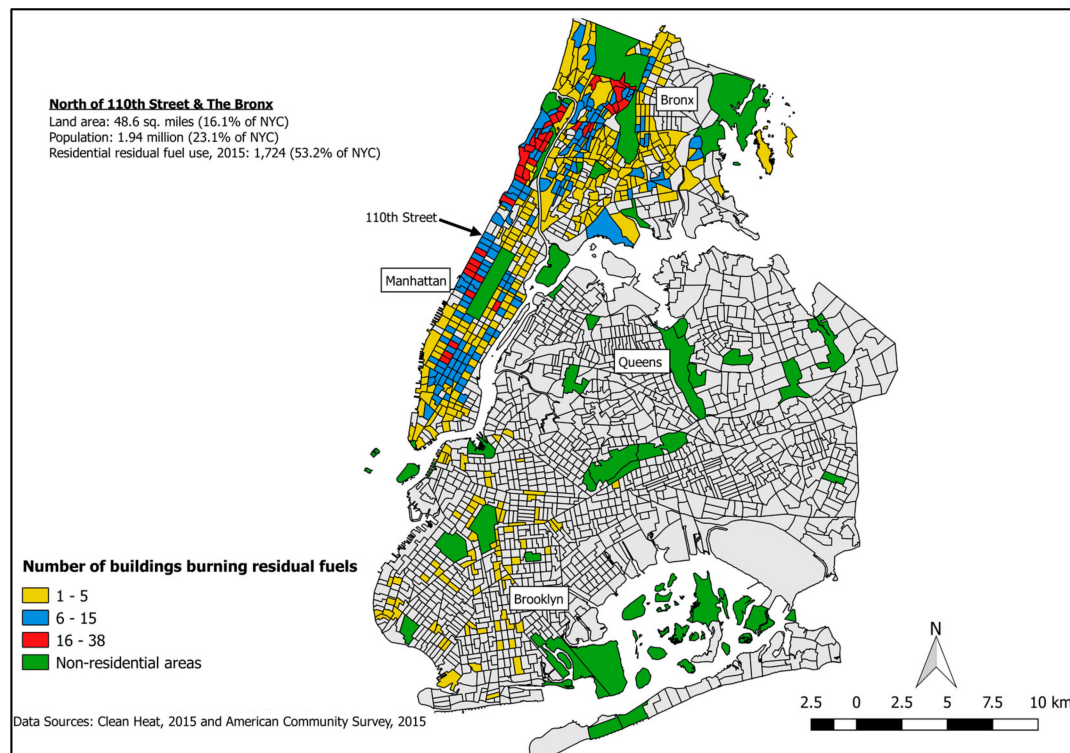 North of 110th Street & The Bronx
Land area: 48.6 sq. miles (16.1% of NYC)
Population: 1.94 million (23.1% of NYC)
Residential residual fuel use, 2015: 1,724 (53.2% of NYC)
Bronx
110th Street
Manhattan
Queens
Brooklyn
Number of buildings burning residual fuels
1 - 5
6 - 15
16 - 38
Non-residential areas
N
2.5 0 2.5 5 7.5 10 km
Data Sources: Clean Heat, 2015 and American Community Survey, 2015